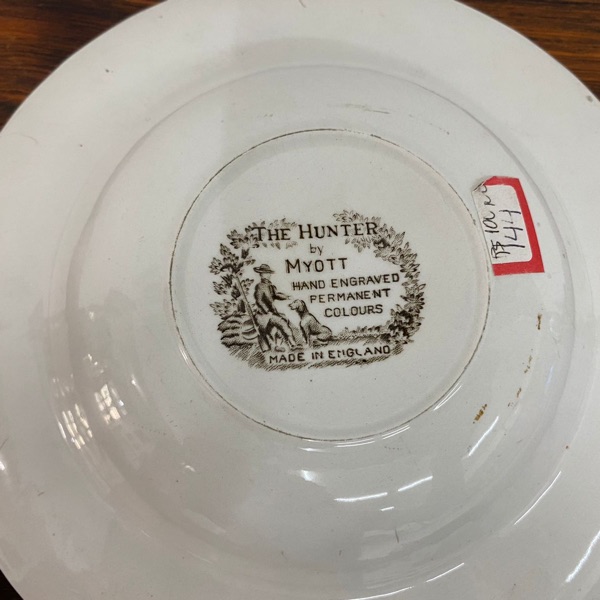 THE HUNTER
by
MYOTT
HAND ENGRAVED
PERMANENT
COLOURS
MADE IN ENGLAND